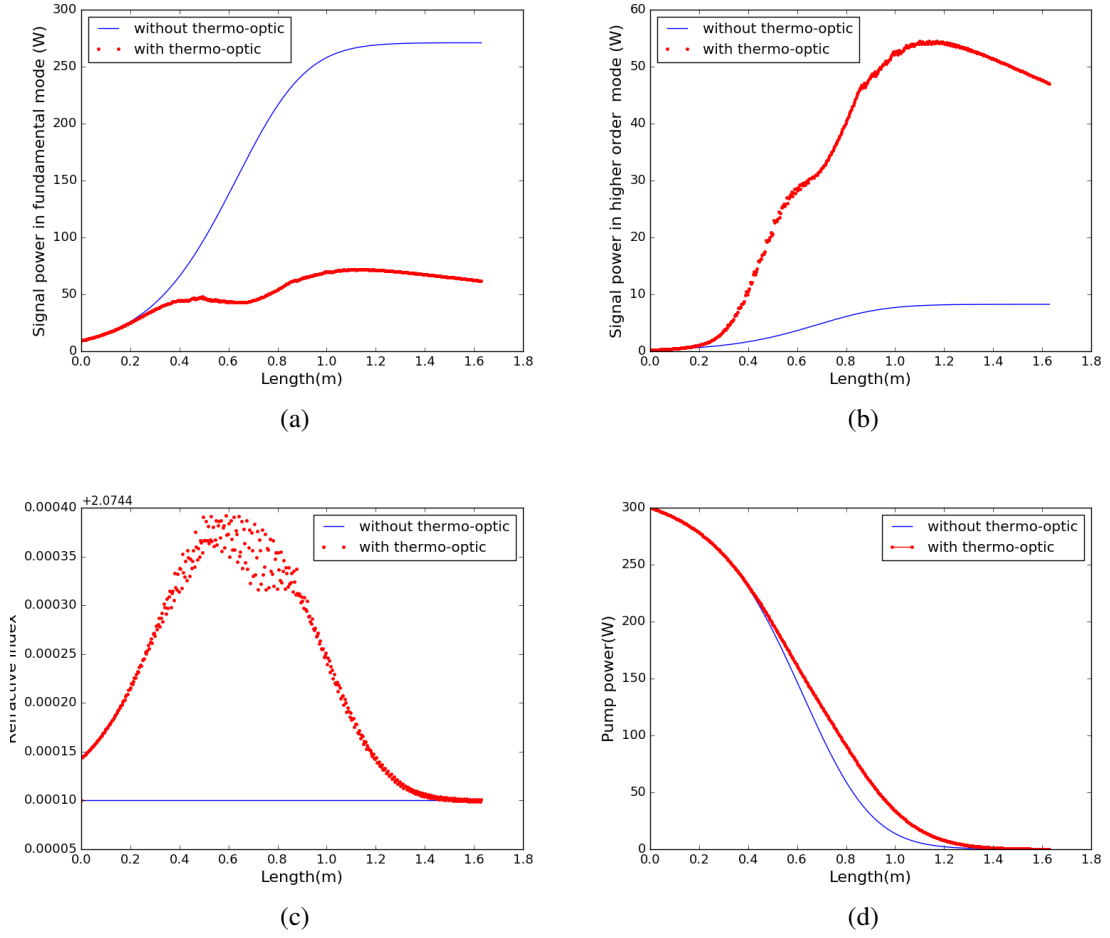 300
250
200
150
100
50
0
Signal power in fundamental mode (W)
without thermo-optic
with thermo-optic
0.0 0.2 0.4 0.6 0.8 1.0 1.2 1.4 1.6 1.8
Length(m)
(a)
60
50
40
30
20
10
0
Signal power in higher order mode (W)
without thermo-optic
with thermo-optic
0.0 0.2 0.4 0.6 0.8 1.0 1.2 1.4 1.6 1.8
Length(m)
(b)
+2.0744
0.00040
0.00035
0.00030
0.00025
0.00020
0.00015
0.00010
0.00005
Refractive index
without thermo-optic
with thermo-optic
0.0 0.2 0.4 0.6 0.8 1.0 1.2 1.4 1.6 1.8
Length(m)
(c)
300
250
200
150
100
50
0
Pump power(W)
without thermo-optic
with thermo-optic
0.0 0.2 0.4 0.6 0.8 1.0 1.2 1.4 1.6 1.8
Length(m)
(d)